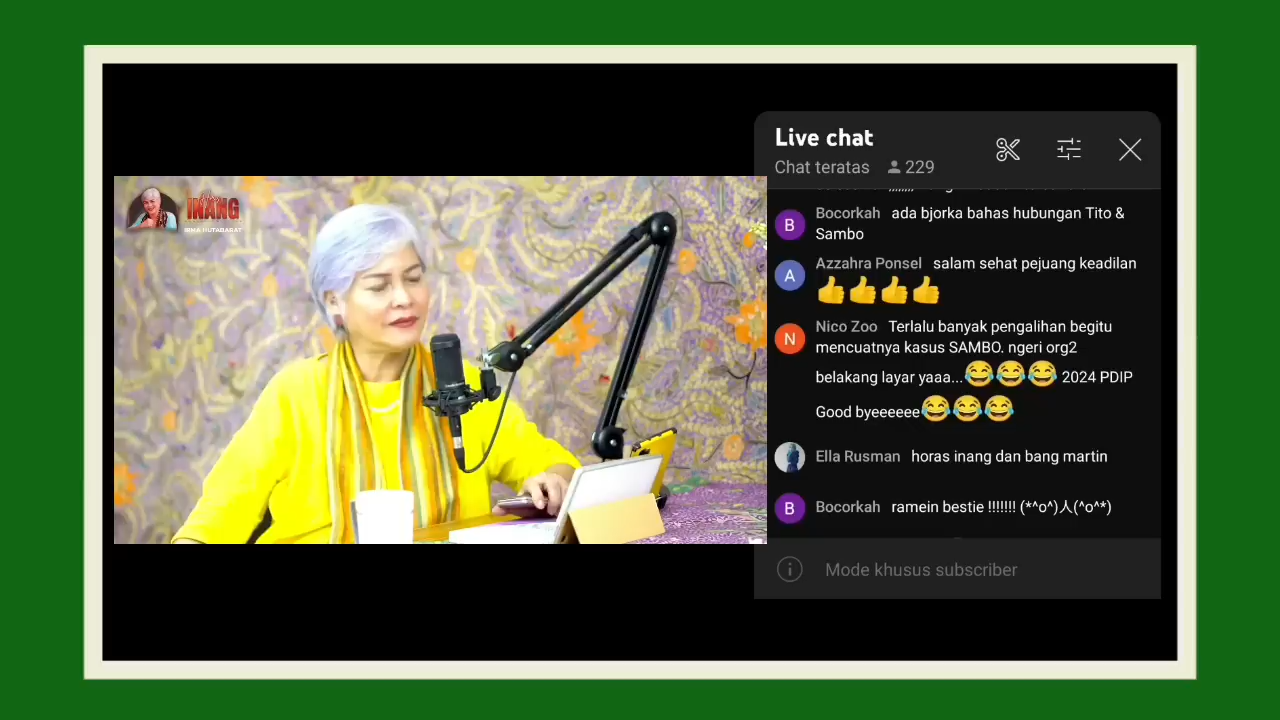 INANG
IRMA HUTABARAT
Live chat
Chat teratas 229
Bocorkah ada bjorka bahas hubungan Tito &
Sambo
Azzahra Ponsel salam sehat pejuang keadilan
👍👍👍👍
Nico Zoo Terlalu banyak pengalihan begitu
mencuatnya kasus SAMBO. ngeri org2
belakang layar yaaa...😂😂😂 2024 PDIP
Good byeeeeee😂😂😂
Ella Rusman horas inang dan bang martin
Bocorkah ramein bestie !!!!!!! (*^o^)人(^o^*)
Mode khusus subscriber